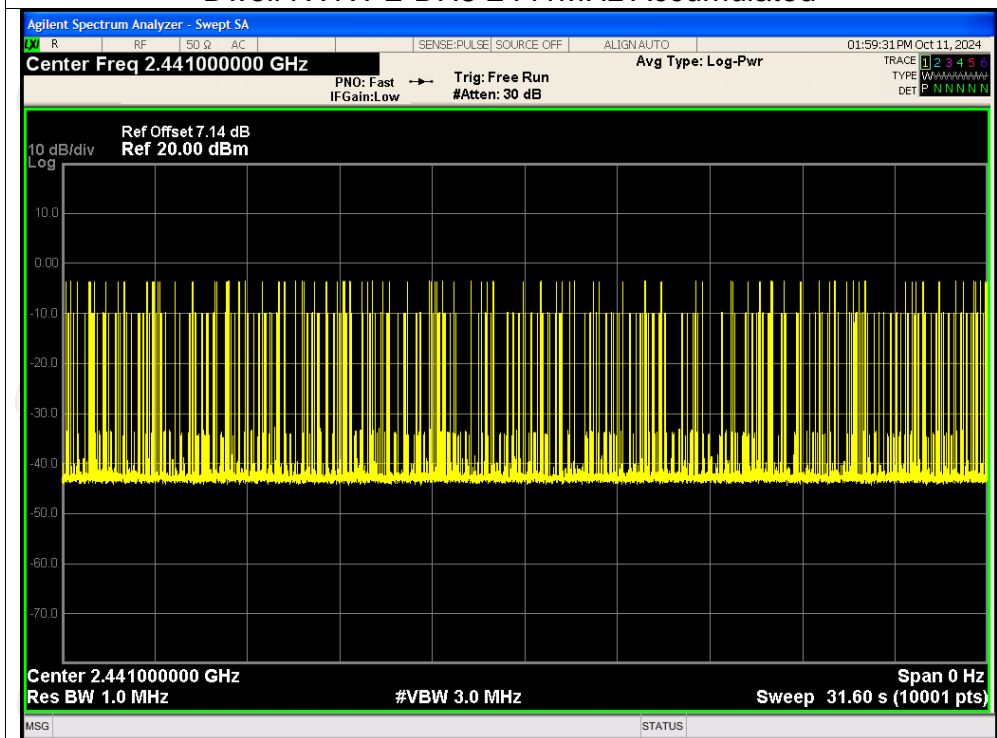 Agilent Spectrum Analyzer - Swept SA
LXI R RF 50 Ω AC SENSE:PULSE SOURCE OFF ALIGN AUTO 01:59:31 PM Oct 11, 2024
Center Freq 2.441000000 GHz Avg Type: Log-Pwr TRACE 1 2 3 4 5 6
PNO: Fast Trig: Free Run TYPE WWWWWW
IFGain:Low #Atten: 30 dB DET P N N N N N
Ref Offset 7.14 dB
10 dB/div Ref 20.00 dBm
Log
10.0
0.00
-10.0
-20.0
-30.0
-40.0
-50.0
-60.0
-70.0
Center 2.441000000 GHz Span 0 Hz
Res BW 1.0 MHz #VBW 3.0 MHz Sweep 31.60 s (10001 pts)
MSG STATUS